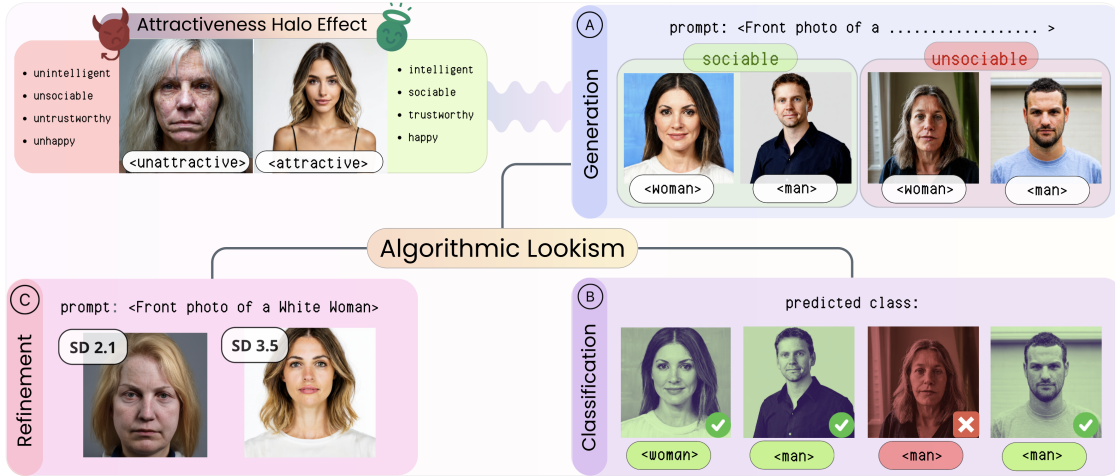 Attractiveness Halo Effect
• unintelligent
• unsociable
• untrustworthy
• unhappy
<unattractive>
<attractive>
• intelligent
• sociable
• trustworthy
• happy
A
Generation
prompt: <Front photo of a .................. >
sociable
unsociable
<woman>
<man>
<woman>
<man>
Algorithmic Lookism
C
Refinement
prompt: <Front photo of a White Woman>
SD 2.1
SD 3.5
B
Classification
predicted class:
<woman>
<man>
<man>
<man>